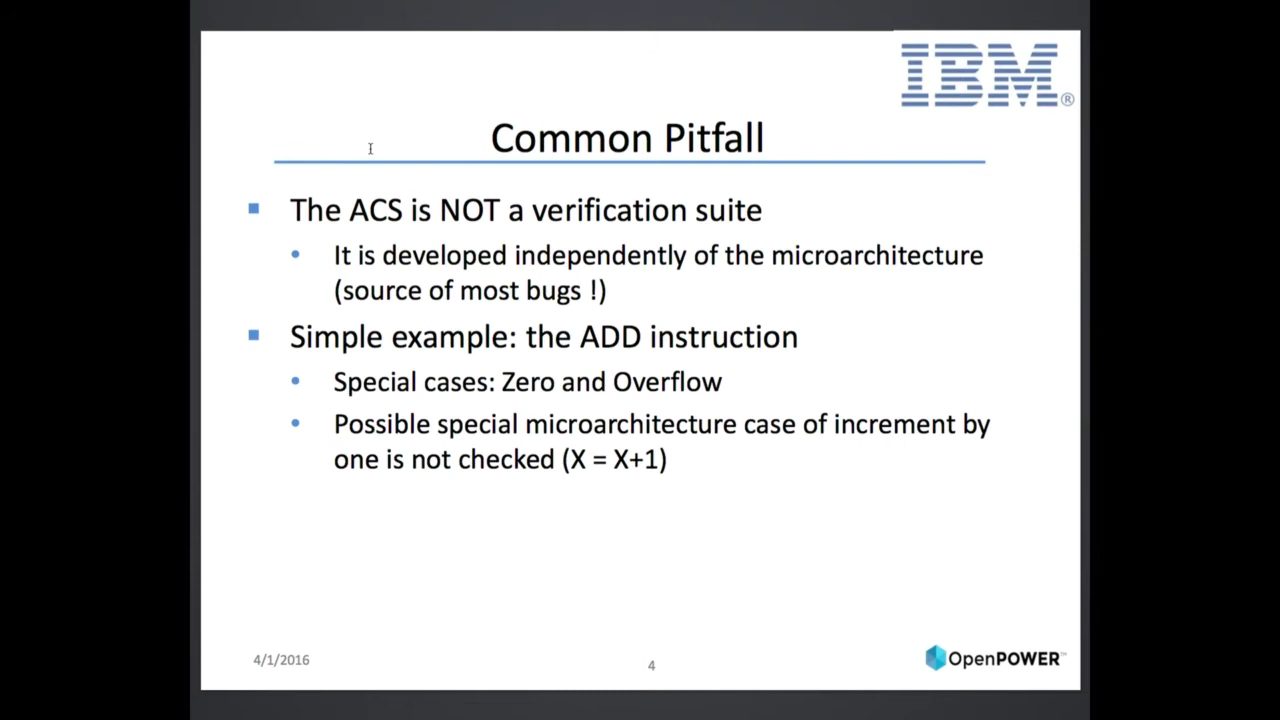 IBM®
Common Pitfall
The ACS is NOT a verification suite
It is developed independently of the microarchitecture
(source of most bugs !)
Simple example: the ADD instruction
Special cases: Zero and Overflow
Possible special microarchitecture case of increment by
one is not checked (X = X+1)
4/1/2016
4
OpenPOWER™